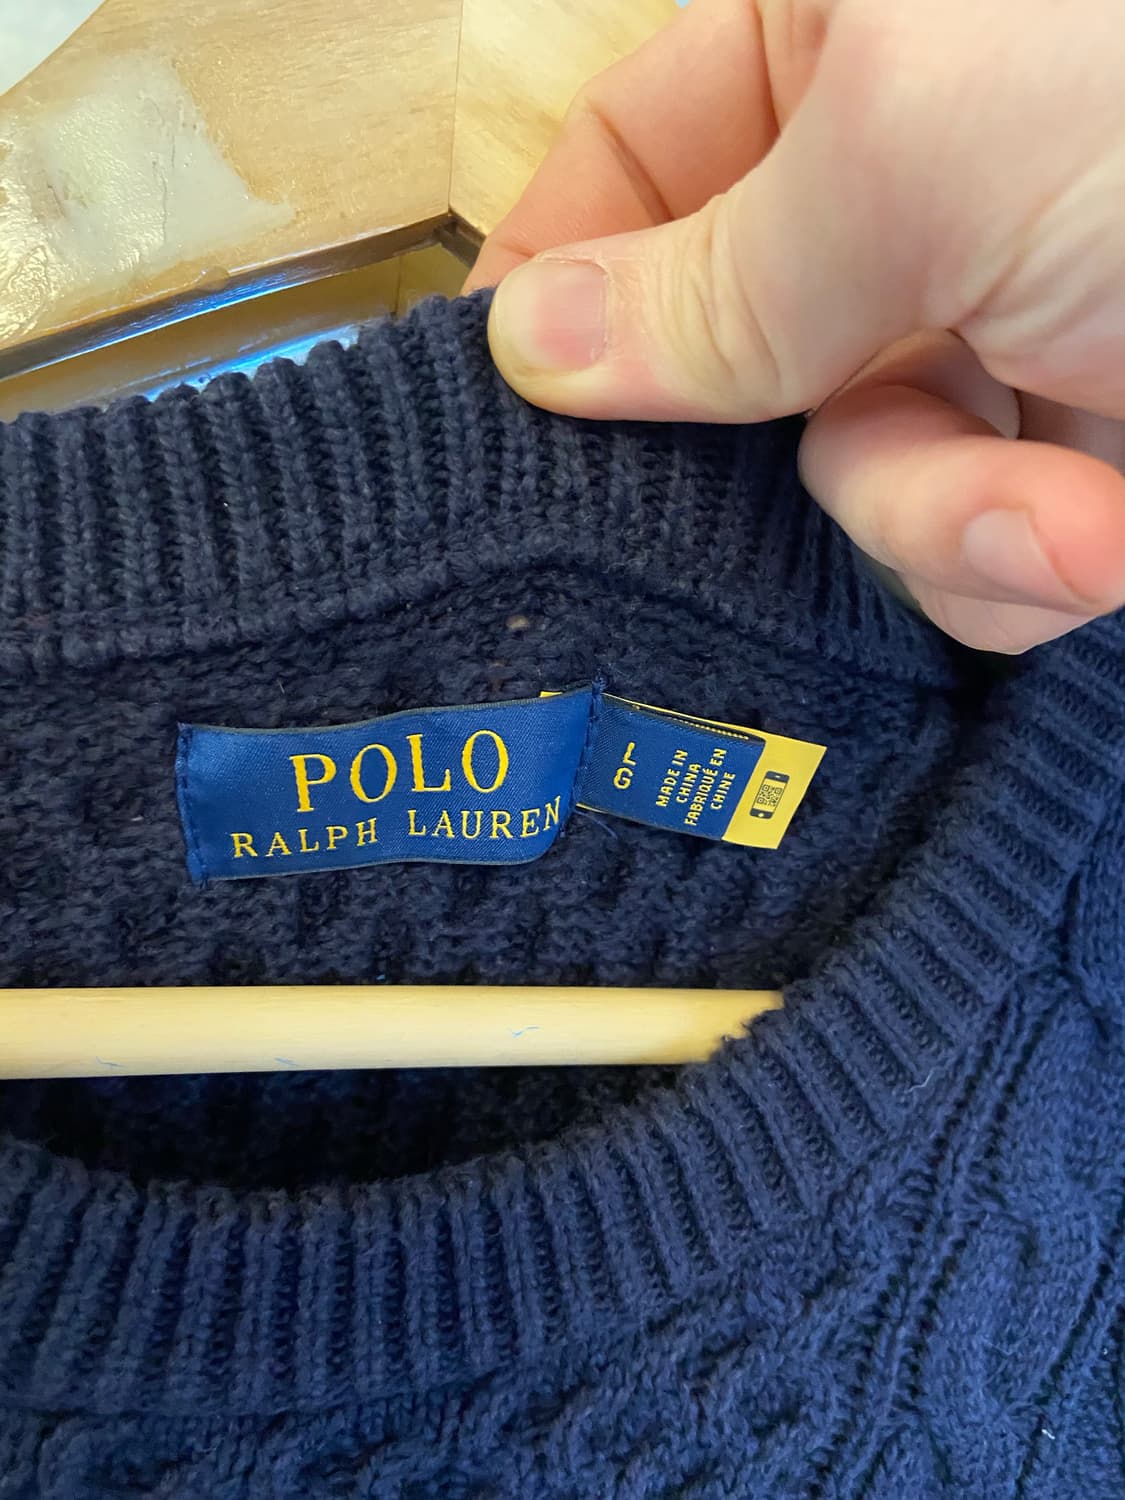 POLO
RALPH LAUREN
L
G
MADE IN
CHINA
FABRIQUÉ EN
CHINE